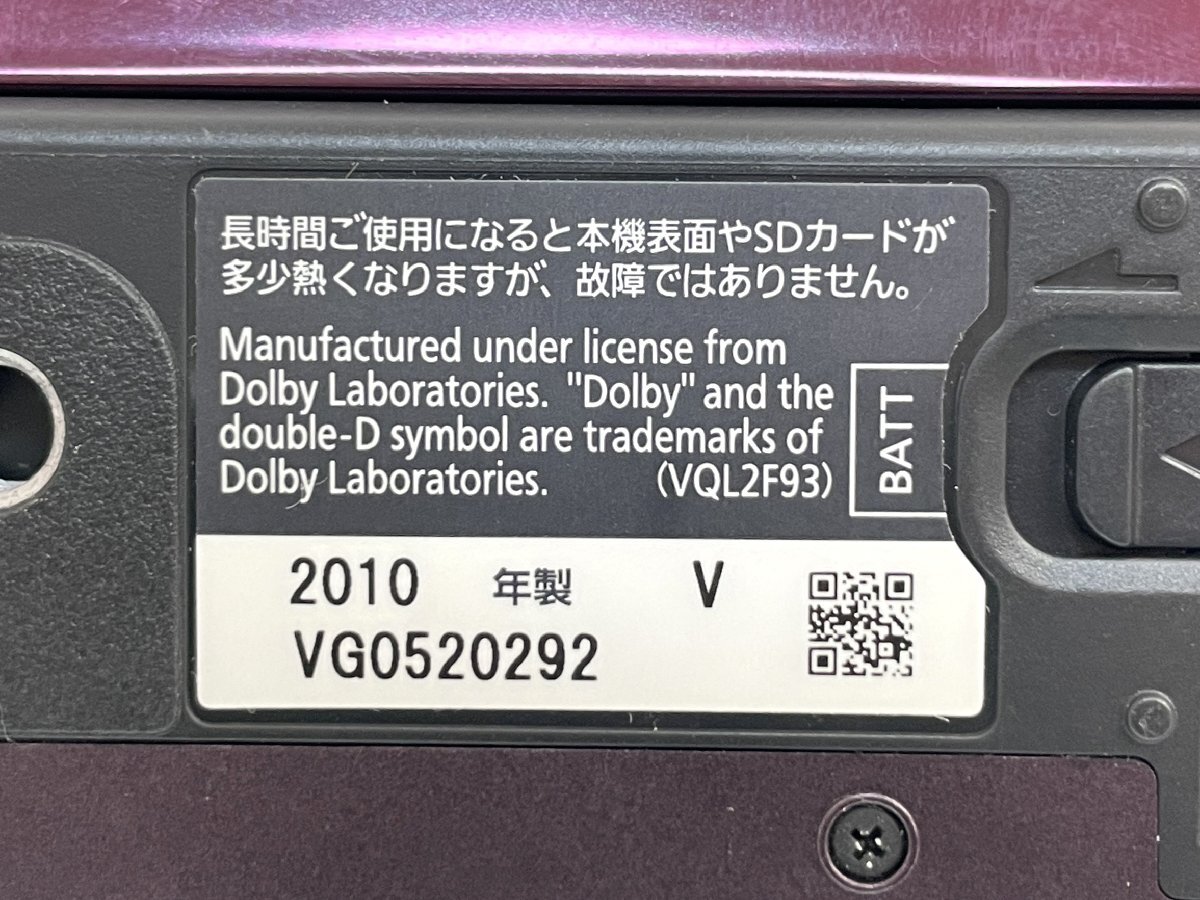 長時間ご使用になると本機表面やSDカードが
多少熱くなりますが、故障ではありません。
Manufactured under license from
Dolby Laboratories. "Dolby" and the
double-D symbol are trademarks of
Dolby Laboratories. (VQL2F93)
BATT
2010 年製 V
VG0520292